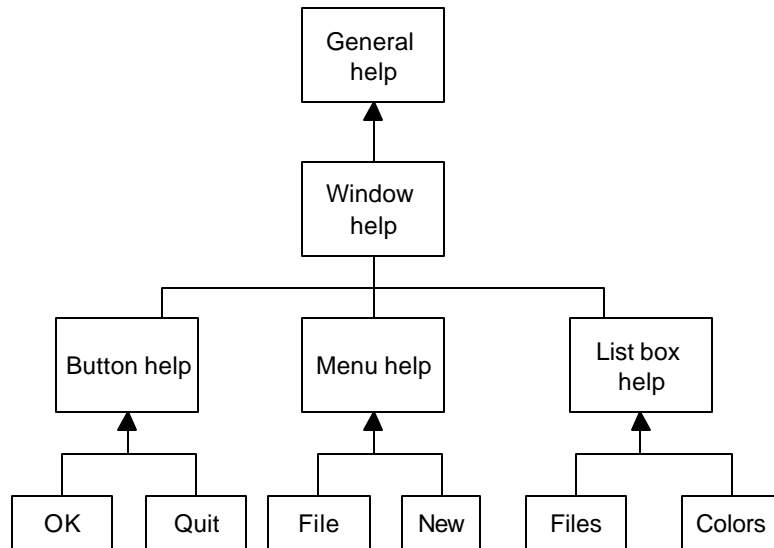 General
help
Window
help
Button help
Menu help
List box
help
OK
Quit
File
New
Files
Colors